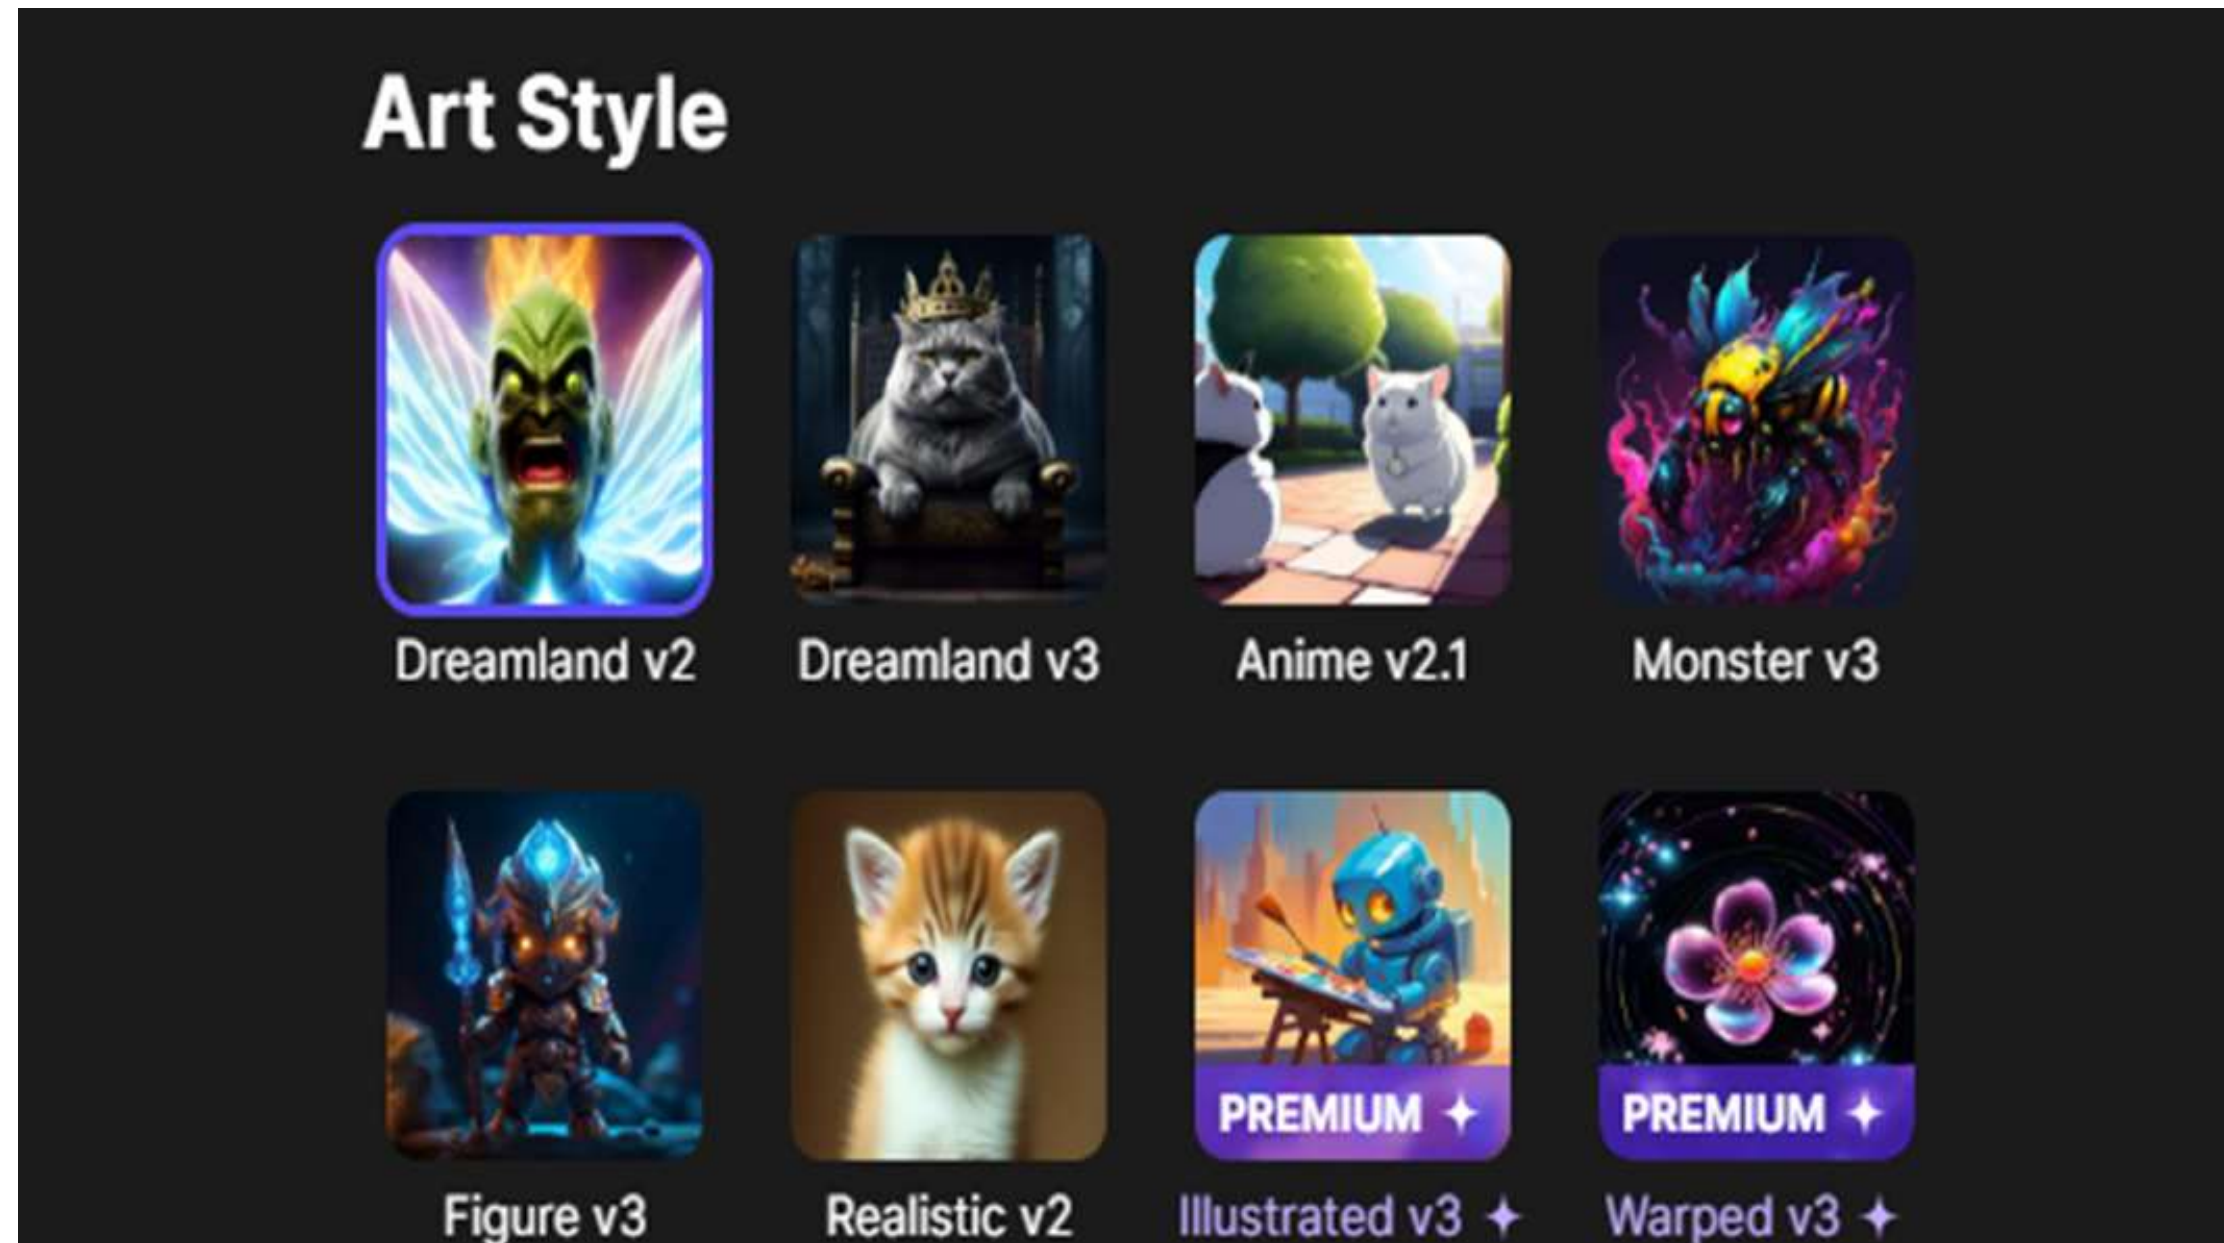 Art Style
Dreamland v2
Dreamland v3
Anime v2.1
Monster v3
PREMIUM
PREMIUM
Figure v3
Realistic v2
Illustrated v3
Warped v3